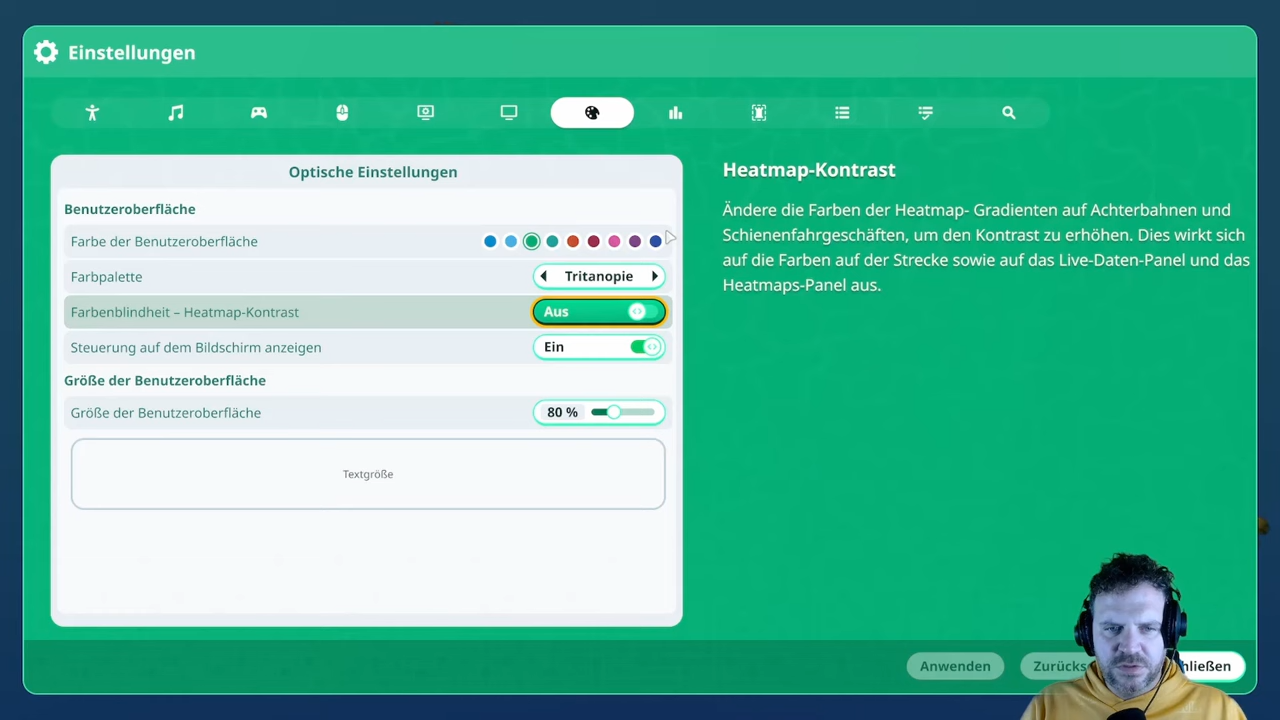 Einstellungen
Optische Einstellungen
Benutzeroberfläche
Farbe der Benutzeroberfläche
Farbpalette
Tritanopie
Farbenblindheit – Heatmap-Kontrast
Aus
Steuerung auf dem Bildschirm anzeigen
Ein
Größe der Benutzeroberfläche
Größe der Benutzeroberfläche
80 %
Textgröße
Heatmap-Kontrast
Ändere die Farben der Heatmap- Gradienten auf Achterbahnen und
Schienenfahrgeschäften, um den Kontrast zu erhöhen. Dies wirkt sich
auf die Farben auf der Strecke sowie auf das Live-Daten-Panel und das
Heatmaps-Panel aus.
Anwenden